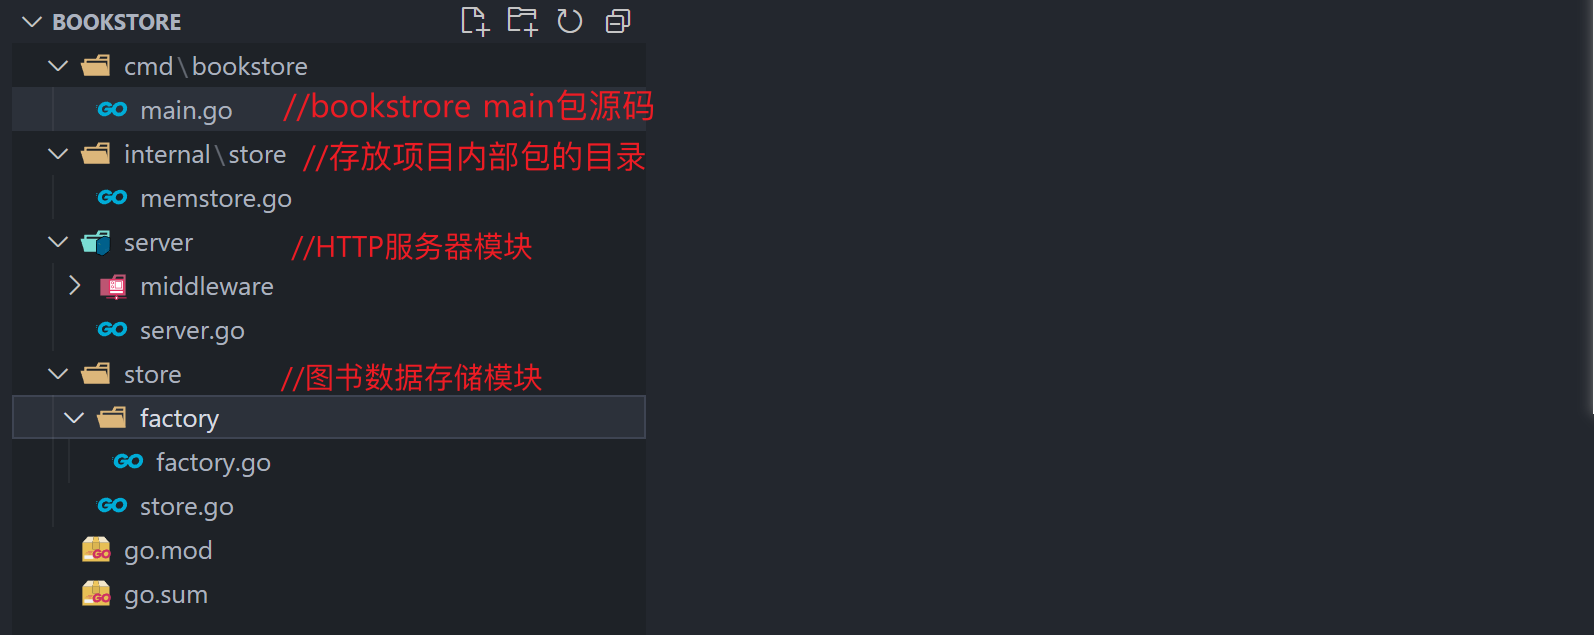 BOOKSTORE
cmd\bookstore
main.go //bookstrore main包源码
internal\store //存放项目内部包的目录
memstore.go
server //HTTP服务器模块
middleware
server.go
store //图书数据存储模块
factory
factory.go
store.go
go.mod
go.sum